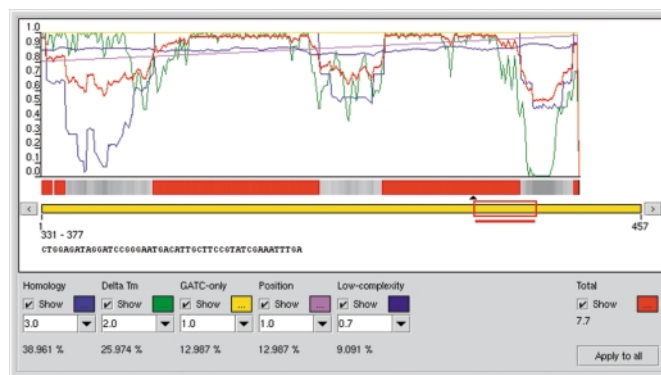 1.0
0.9
0.8
0.7
0.6
0.5
0.4
0.3
0.2
0.1
0.0
< >
1 457
331 - 377
CTGGAGATAGGATCCGGGAATGACATTGCTTCCGTATCGAAATTTGA
Homology Delta Tm GATC-only Position Low-complexity Total
Show ... Show ... Show ... Show ... Show ... Show ...
3.0 2.0 1.0 1.0 0.7 7.7
38.961 % 25.974 % 12.987 % 12.987 % 9.091 %
Apply to all